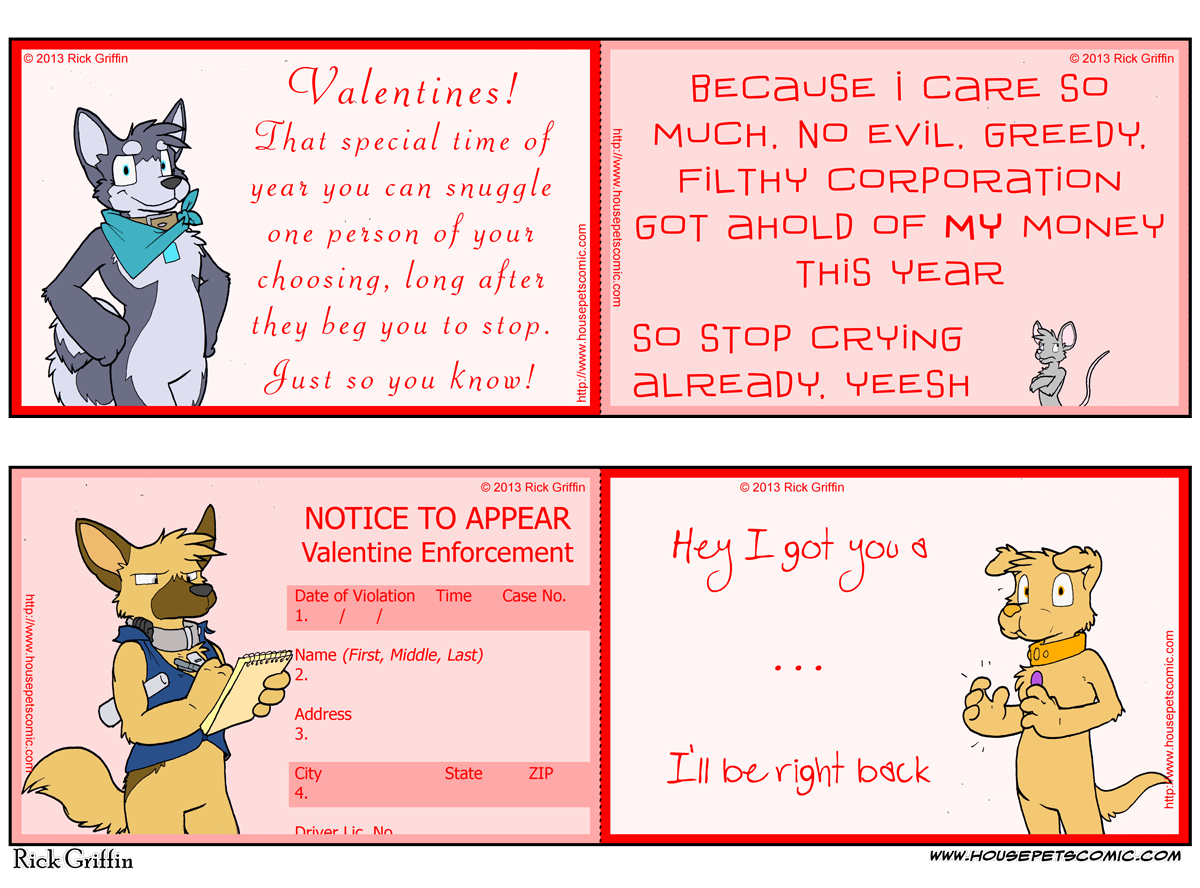 © 2013 Rick Griffin
Valentines!
That special time of
year you can snuggle
one person of your
choosing, long after
they beg you to stop.
Just so you know!
http://www.housepetscomic.com
© 2013 Rick Griffin
BECAUSE I CARE SO
MUCH, NO EVIL, GREEDY,
FILTHY CORPORATION
GOT AHOLD OF MY MONEY
THIS YEAR
SO STOP CRYING
ALREADY, YEESH
http://www.housepetscomic.com
© 2013 Rick Griffin
NOTICE TO APPEAR
Valentine Enforcement
Date of Violation Time Case No.
1. / /
Name (First, Middle, Last)
2.
Address
3.
City State ZIP
4.
Driver Lic. No.
http://www.housepetscomic.com
© 2013 Rick Griffin
Hey I got you a
...
I'll be right back
http://www.housepetscomic.com
Rick Griffin
WWW.HOUSEPETSCOMIC.COM